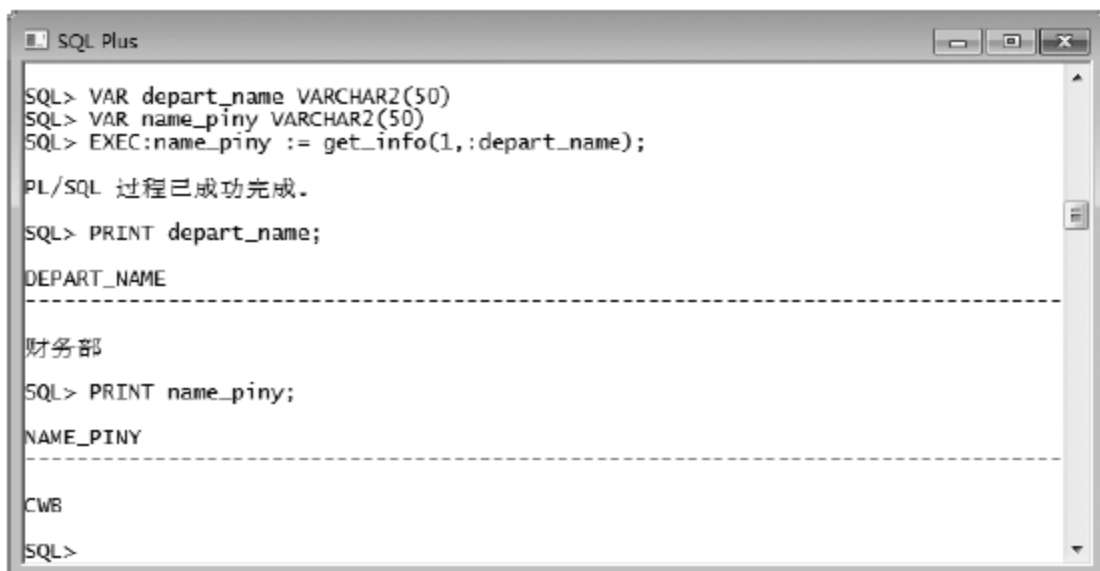 SQL Plus
SQL> VAR depart_name VARCHAR2(50)
SQL> VAR name_piny VARCHAR2(50)
SQL> EXEC:name_piny := get_info(1,:depart_name);
PL/SQL 过程已成功完成.
SQL> PRINT depart_name;
DEPART_NAME
--------------------------------------------------------------------------------
财务部
SQL> PRINT name_piny;
NAME_PINY
--------------------------------------------------------------------------------
CWB
SQL>